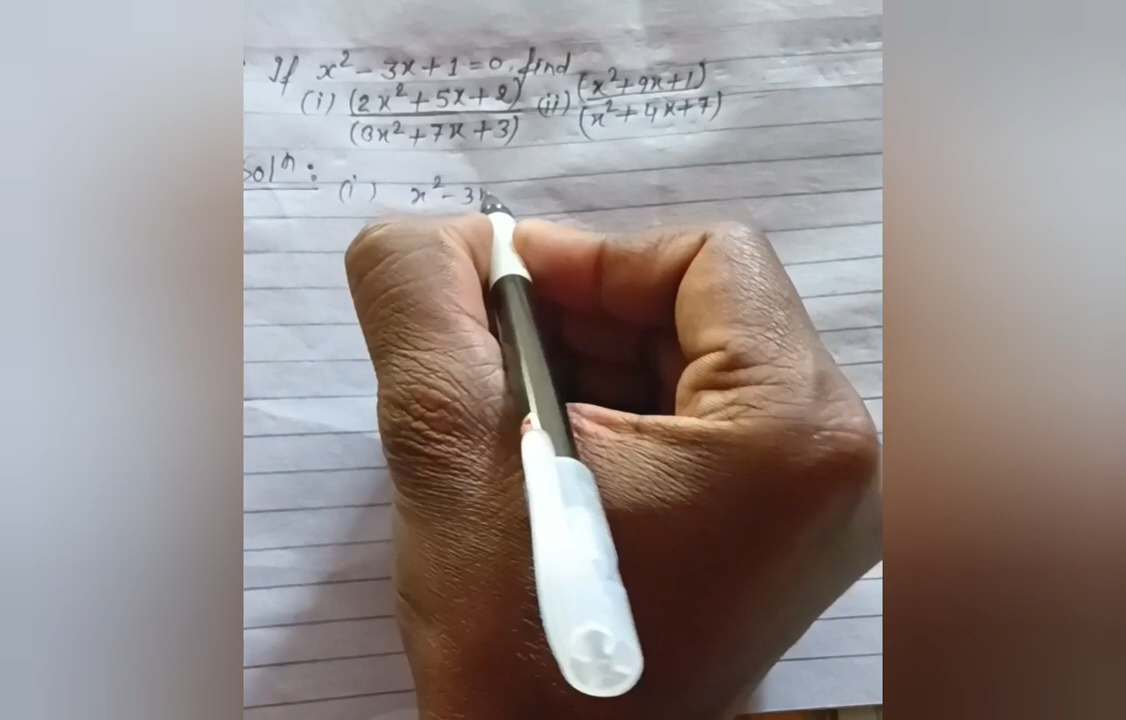 If x² - 3x + 1 = 0, find
(i) (2x² + 5x + 2) / (3x² + 7x + 3) (ii) (x² + 9x + 1) / (x² + 4x + 7)
Solⁿ:
(i) x² - 3x